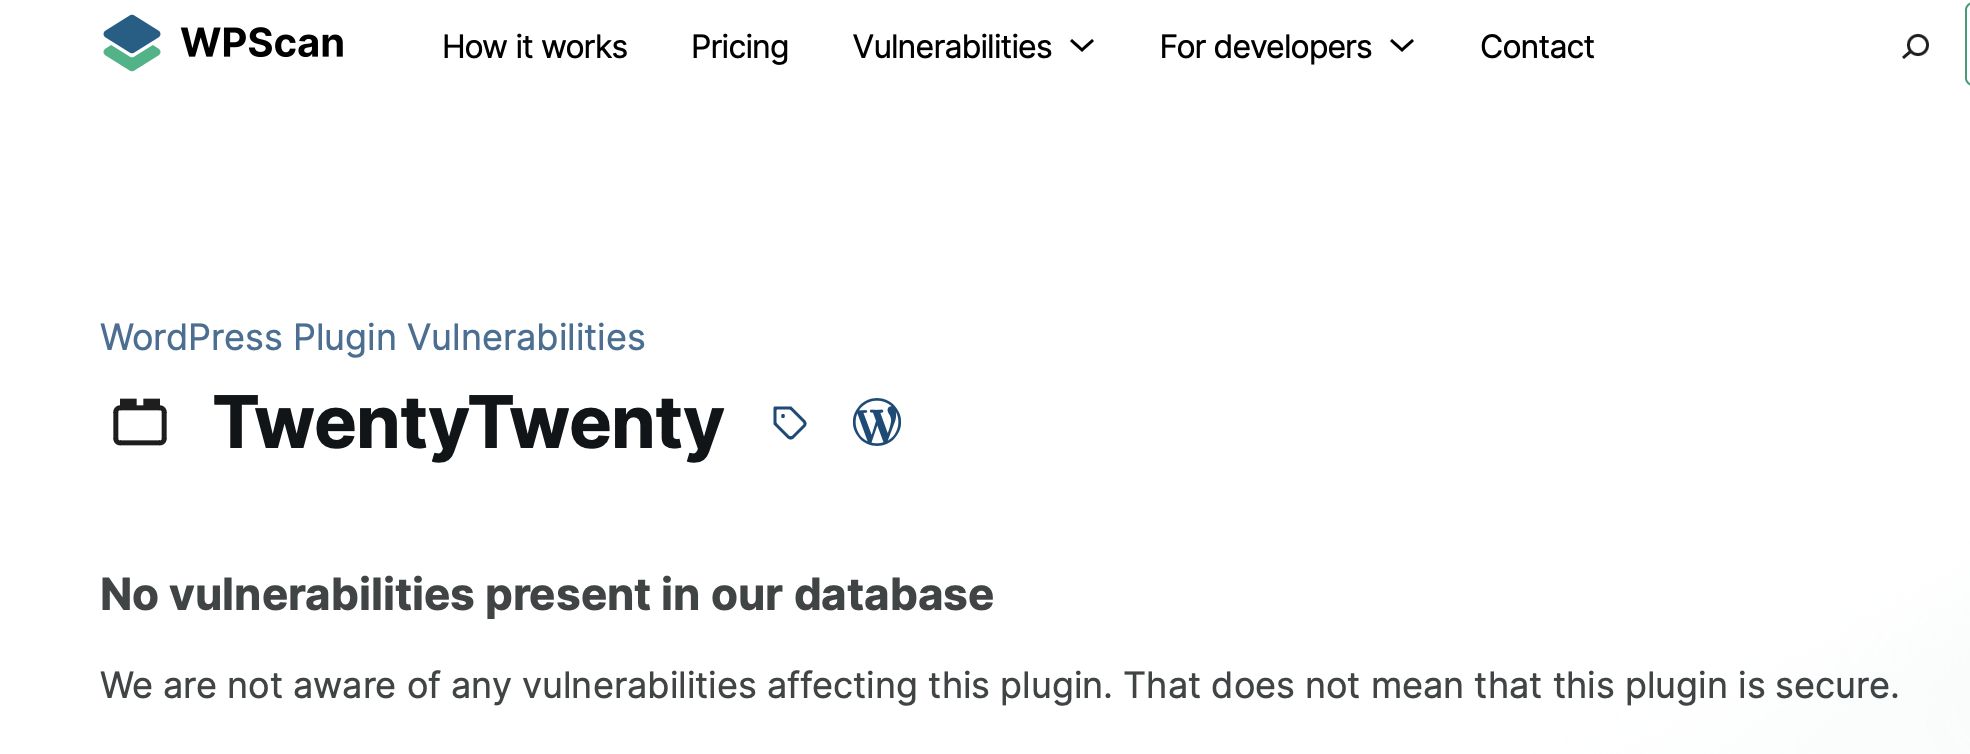 WPScan How it works Pricing Vulnerabilities For developers Contact
WordPress Plugin Vulnerabilities
TwentyTwenty
No vulnerabilities present in our database
We are not aware of any vulnerabilities affecting this plugin. That does not mean that this plugin is secure.